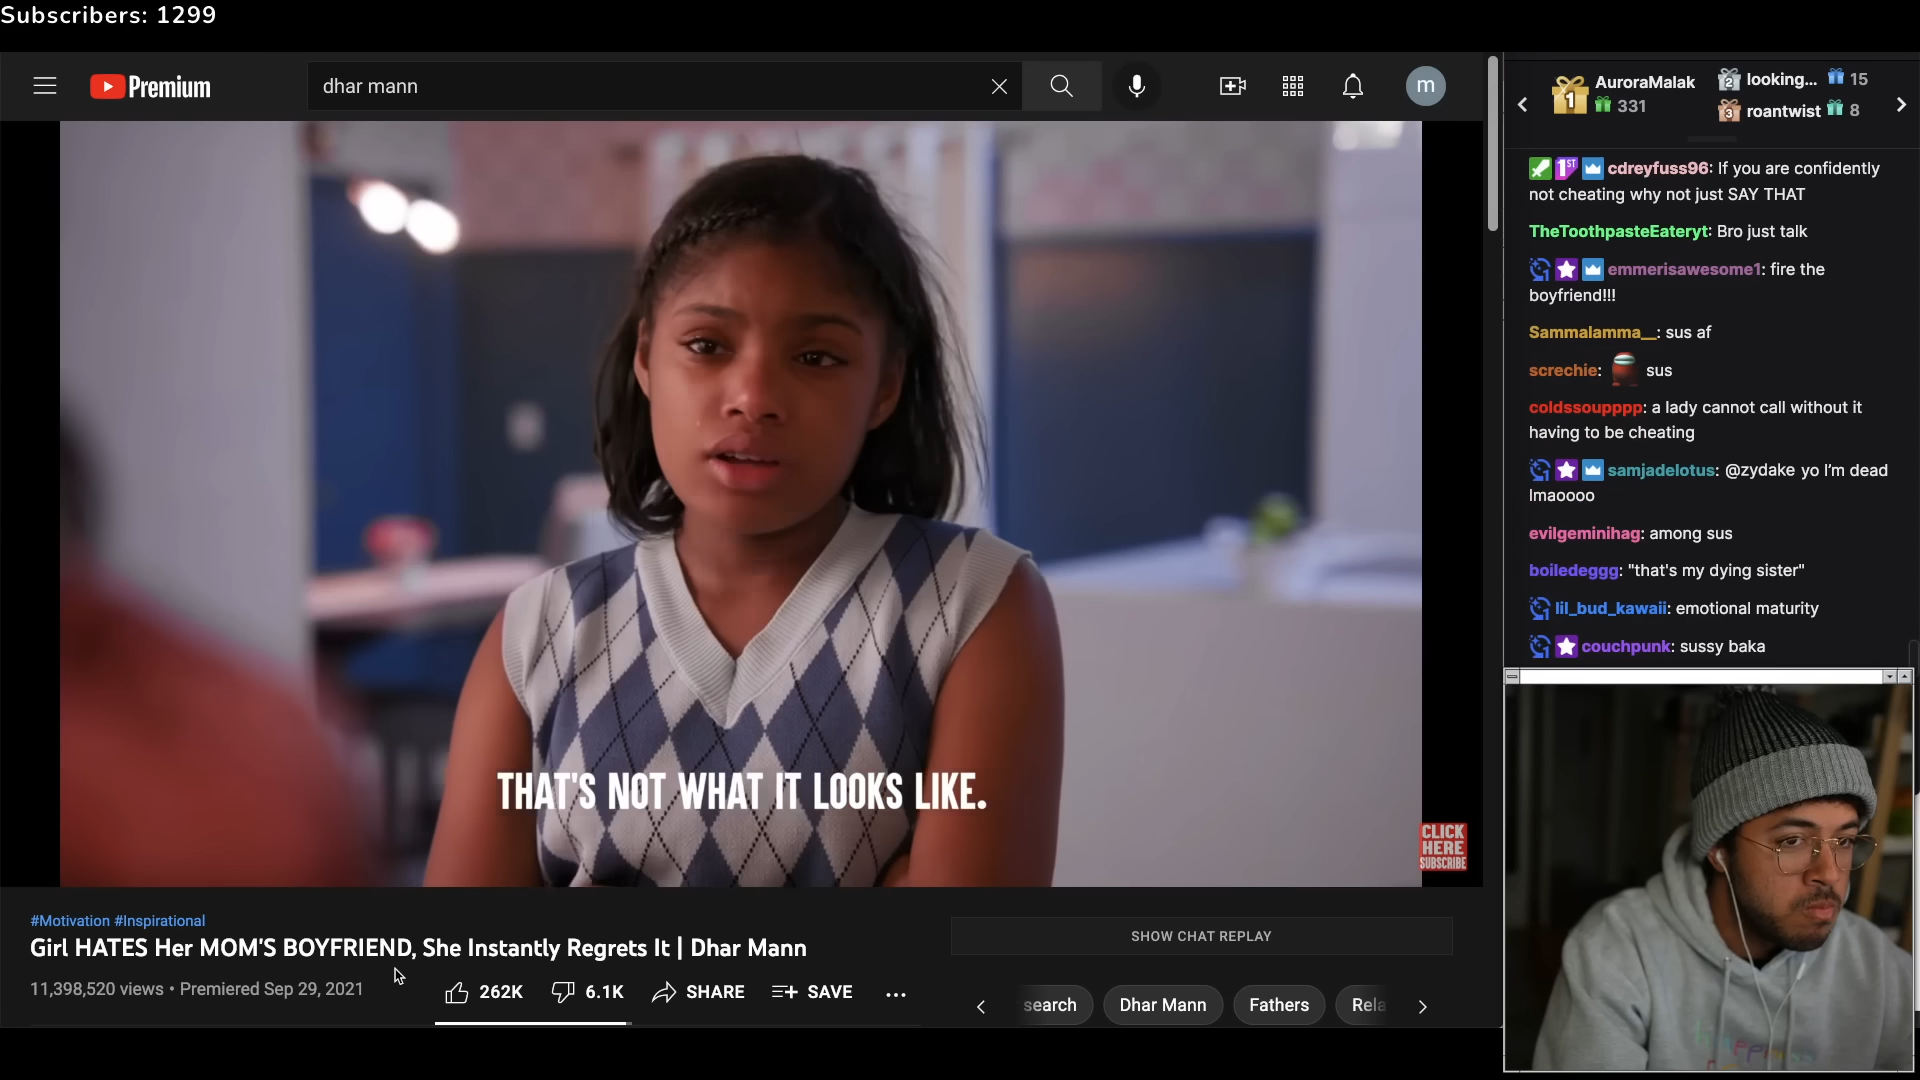 Subscribers: 1299
Premium
dhar mann
m
1
AuroraMalak
331
2 looking... 15
3 roantwist 8
1ST cdreyfuss96: If you are confidently
not cheating why not just SAY THAT
TheToothpasteEateryt: Bro just talk
emmerisawesome1: fire the
boyfriend!!!
Sammalamma__: sus af
screchie: sus
coldssoupppp: a lady cannot call without it
having to be cheating
samjadelotus: @zydake yo I'm dead
lmaoooo
evilgeminihag: among sus
boiledeggg: "that's my dying sister"
lil_bud_kawaii: emotional maturity
couchpunk: sussy baka
THAT'S NOT WHAT IT LOOKS LIKE.
CLICK
HERE
SUBSCRIBE
#Motivation #Inspirational
Girl HATES Her MOM'S BOYFRIEND, She Instantly Regrets It | Dhar Mann
11,398,520 views • Premiered Sep 29, 2021
262K
6.1K
SHARE
SAVE
SHOW CHAT REPLAY
search
Dhar Mann
Fathers
Rela